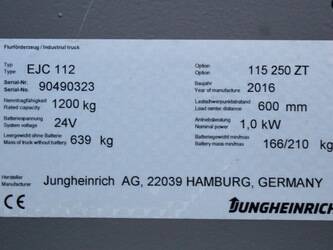 Flurförderzeug / Industrial truck
Typ
Type EJC 112 Option
Option 115 250 ZT
Serial-Nr.
Serial-No. 90490323 Baujahr
Year of manufacture 2016
Nenntragfähigkeit
Rated capacity 1200 kg Lastschwerpunktabstand
Load center distance 600 mm
Batteriespannung
System voltage 24V Antriebsleistung
Nominal power 1,0 kW
Leergewicht ohne Batterie
Mass of truck without battery 639 kg Batteriegewicht min/max
Battery mass min/max 166/210 kg
Hersteller
Manufacturer Jungheinrich AG, 22039 HAMBURG, GERMANY
CE JUNGHEINRICH